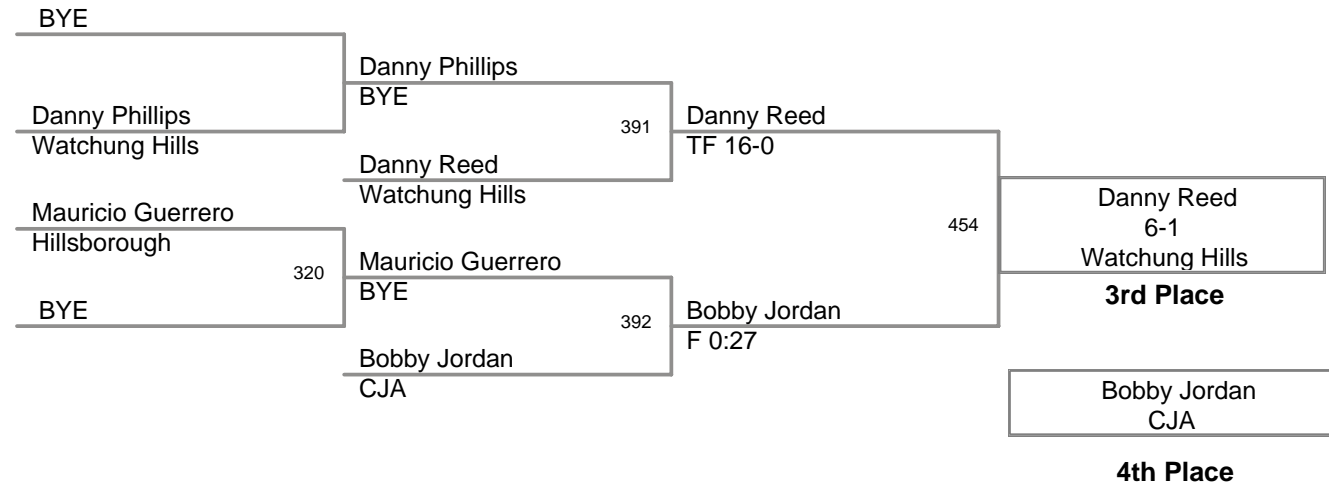 BYE
Danny Phillips
BYE
Danny Phillips
Watchung Hills
391
Danny Reed
TF 16-0
Danny Reed
Watchung Hills
Mauricio Guerrero
Hillsborough
320
Mauricio Guerrero
BYE
454
Danny Reed
6-1
Watchung Hills
3rd Place
BYE
392
Bobby Jordan
F 0:27
Bobby Jordan
CJA
Bobby Jordan
CJA
4th Place